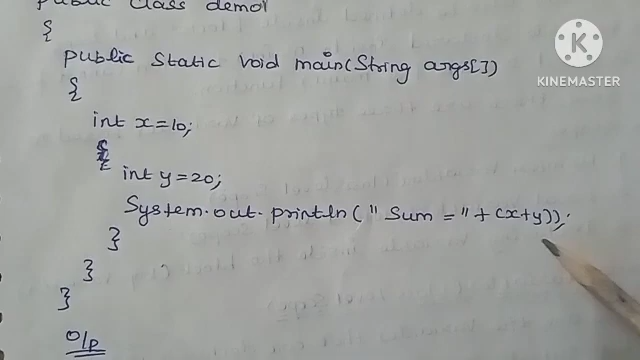 public class demo1
{
public static void main(String args[])
{
int x=10;
{
int y=20;
System.out.println("Sum = "+(x+y));
}
}
}
O/p
K
KINEMASTER